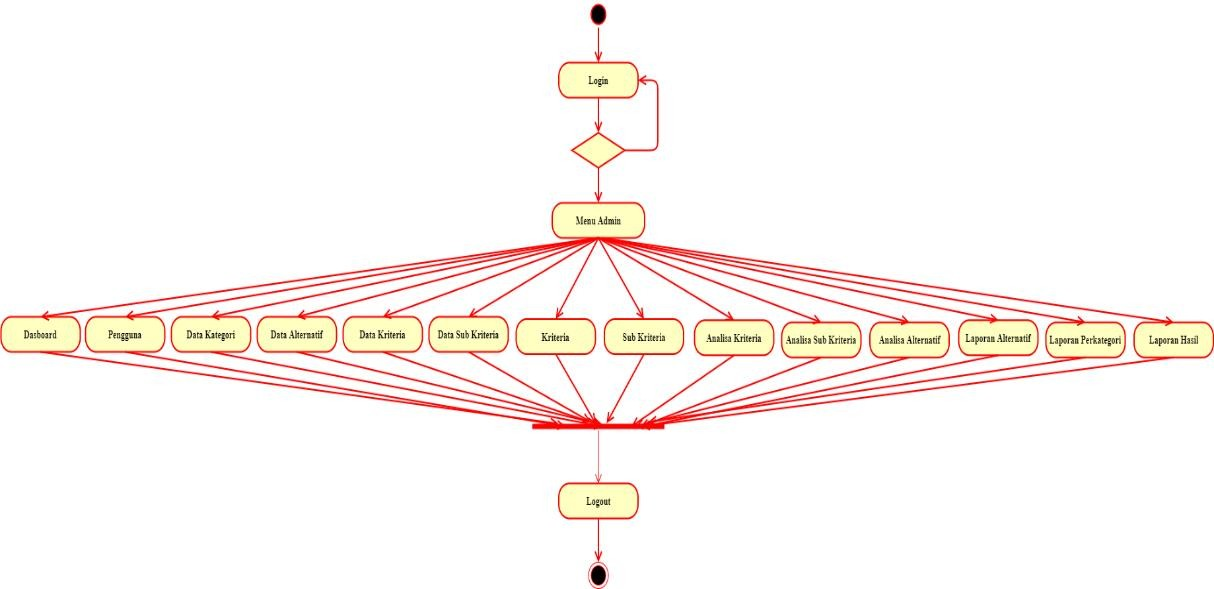 Login
Menu Admin
Dasboard
Pengguna
Data Kategori
Data Alternatif
Data Kriteria
Data Sub Kriteria
Kriteria
Sub Kriteria
Analisa Kriteria
Analisa Sub Kriteria
Analisa Alternatif
Laporan Alternatif
Laporan Perkategori
Laporan Hasil
Logout